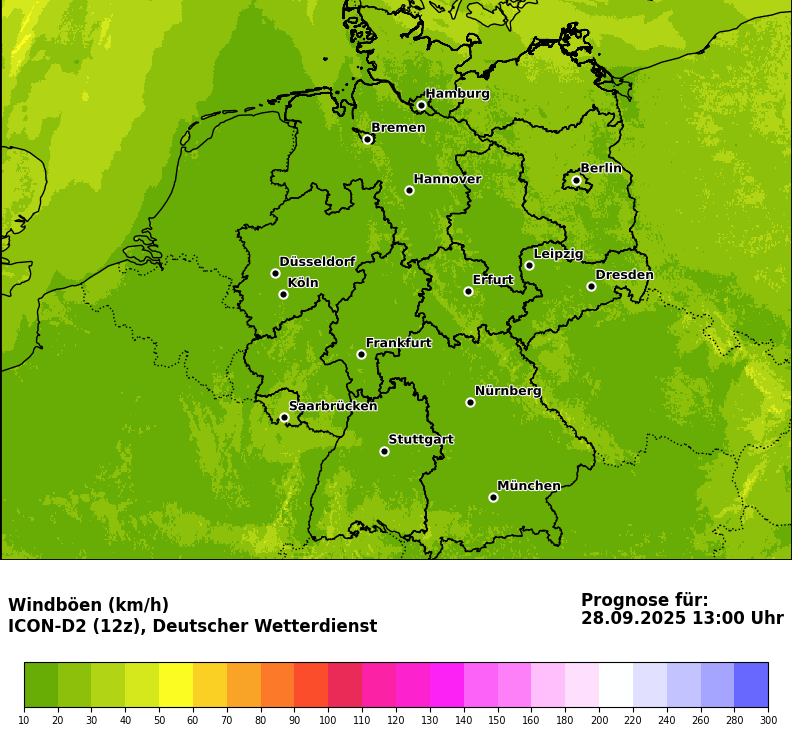 Hamburg
Bremen
Berlin
Hannover
Leipzig
Düsseldorf
Dresden
Köln
Erfurt
Frankfurt
Nürnberg
Saarbrücken
Stuttgart
München
Windböen (km/h)
ICON-D2 (12z), Deutscher Wetterdienst
Prognose für:
28.09.2025 13:00 Uhr
10 20 30 40 50 60 70 80 90 100 110 120 130 140 150 160 180 200 220 240 260 280 300